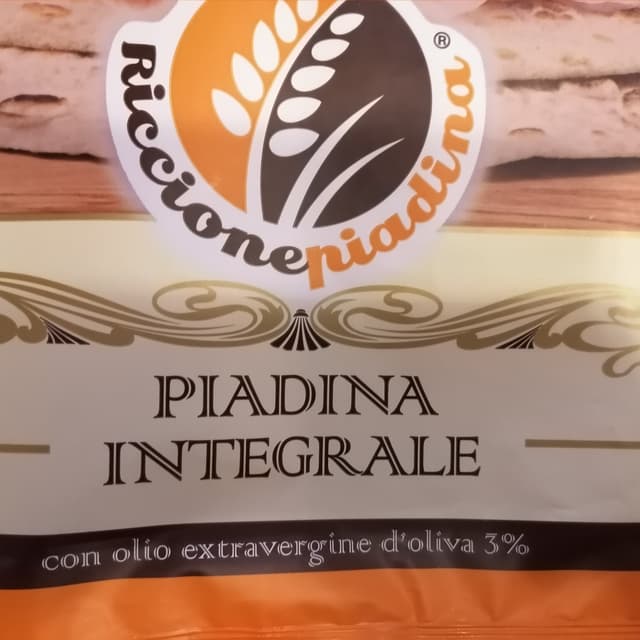 Riccionepiadina®
PIADINA
INTEGRALE
con olio extravergine d'oliva 3%